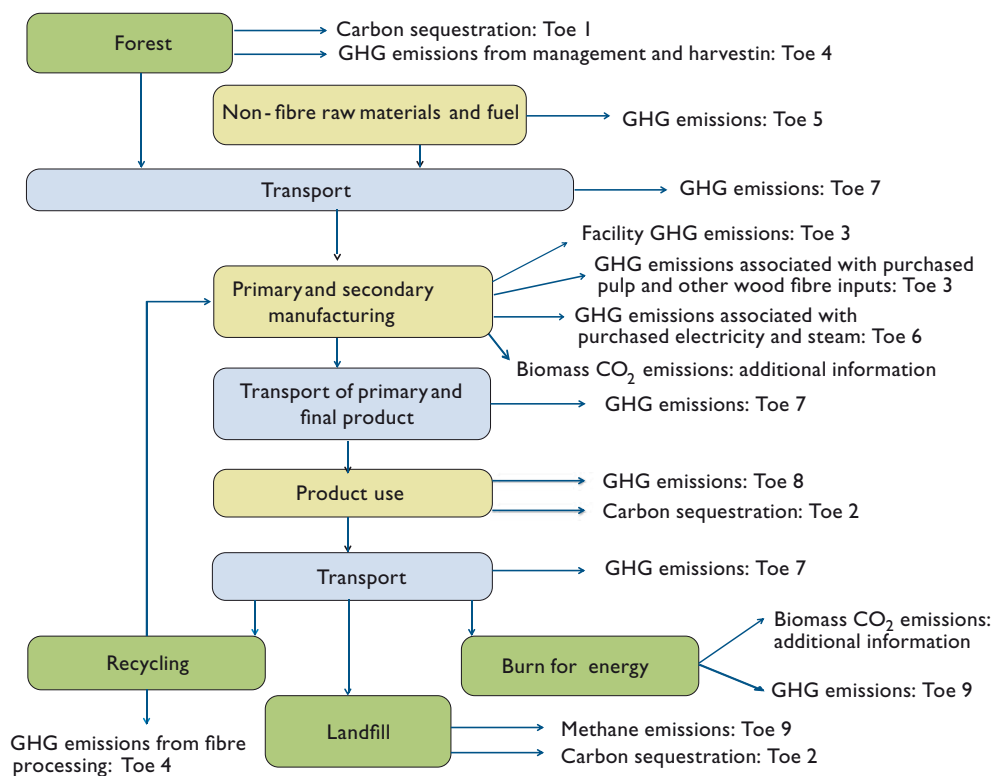 Forest
Carbon sequestration: Toe 1
GHG emissions from management and harvestin: Toe 4
Non-fibre raw materials and fuel
GHG emissions: Toe 5
Transport
GHG emissions: Toe 7
Facility GHG emissions: Toe 3
GHG emissions associated with purchased
pulp and other wood fibre inputs: Toe 3
Primary and secondary
manufacturing
GHG emissions associated with
purchased electricity and steam: Toe 6
Biomass CO2 emissions: additional information
Transport of primary and
final product
GHG emissions: Toe 7
Product use
GHG emissions: Toe 8
Carbon sequestration: Toe 2
Transport
GHG emissions: Toe 7
Recycling
Burn for energy
Biomass CO2 emissions:
additional information
GHG emissions: Toe 9
GHG emissions from fibre
processing: Toe 4
Landfill
Methane emissions: Toe 9
Carbon sequestration: Toe 2